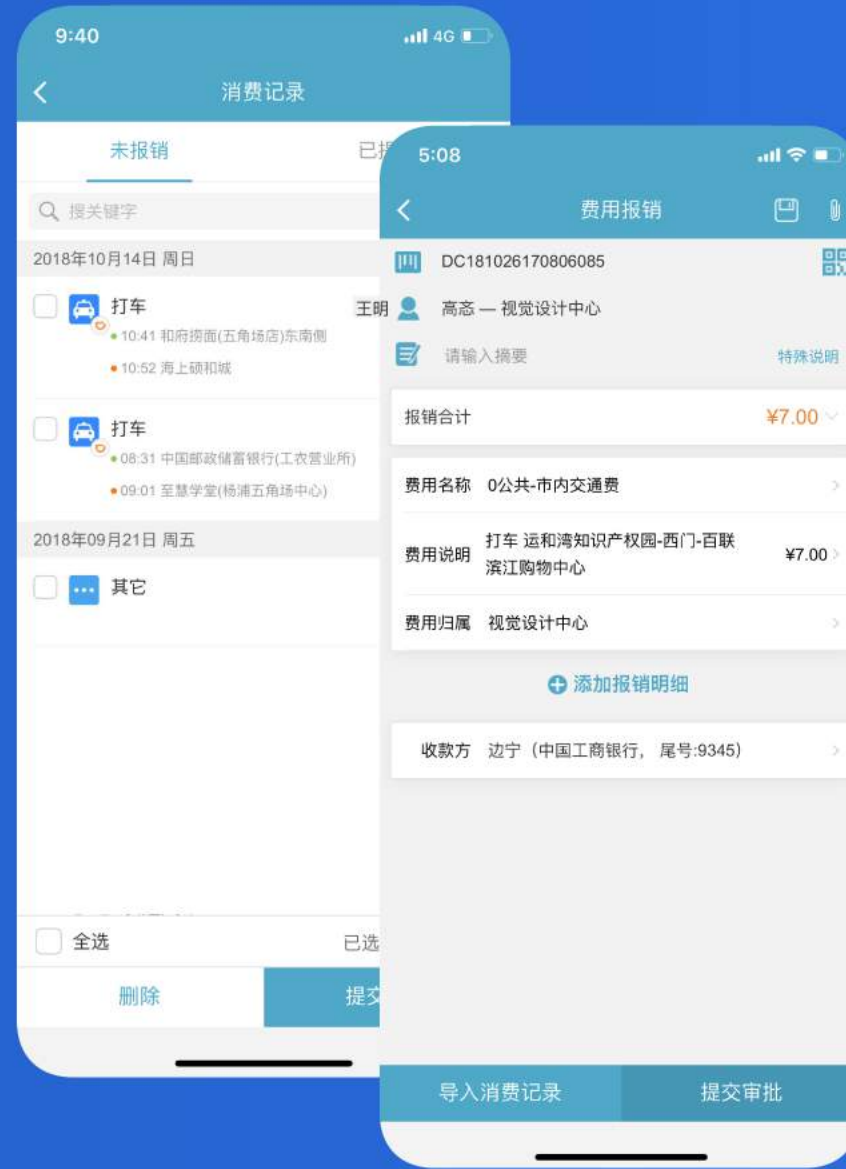 9:40
4G
消费记录
未报销
搜关键字
2018年10月14日 周日
打车
王明
10:41 和府捞面(五角场店)东南侧
10:52 海上硕和城
打车
08:31 中国邮政储蓄银行(工农营业所)
09:01 至慧学堂(杨浦五角场中心)
2018年09月21日 周五
其它
全选
已选
删除
提交
5:08
费用报销
DC181026170806085
高忞 — 视觉设计中心
请输入摘要
特殊说明
报销合计
¥7.00
费用名称 0公共-市内交通费
费用说明 打车 运和湾知识产权园-西门-百联
滨江购物中心
¥7.00
费用归属 视觉设计中心
添加报销明细
收款方 边宁（中国工商银行， 尾号:9345）
导入消费记录
提交审批